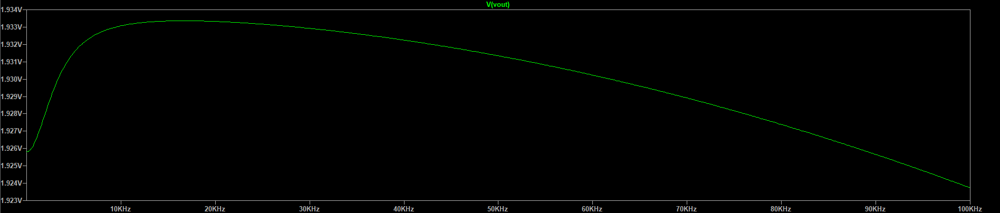 V(vout)
1.934V
1.933V
1.932V
1.931V
1.930V
1.929V
1.928V
1.927V
1.926V
1.925V
1.924V
1.923V
10KHz 20KHz 30KHz 40KHz 50KHz 60KHz 70KHz 80KHz 90KHz 100KHz